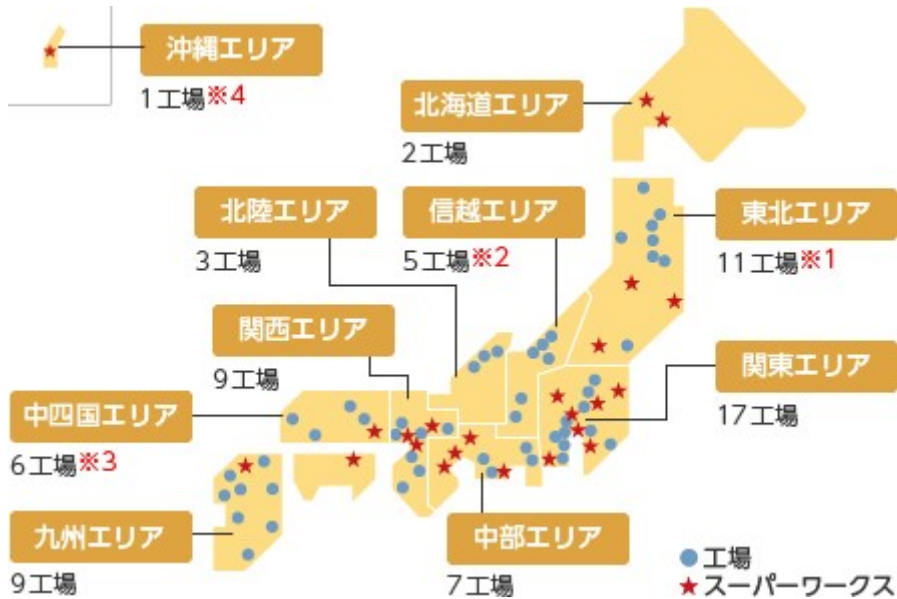 沖縄エリア
1工場※4
北海道エリア
2工場
北陸エリア
3工場
信越エリア
5工場※2
東北エリア
11工場※1
関西エリア
9工場
関東エリア
17工場
中四国エリア
6工場※3
九州エリア
9工場
中部エリア
7工場
工場
スーパーワークス